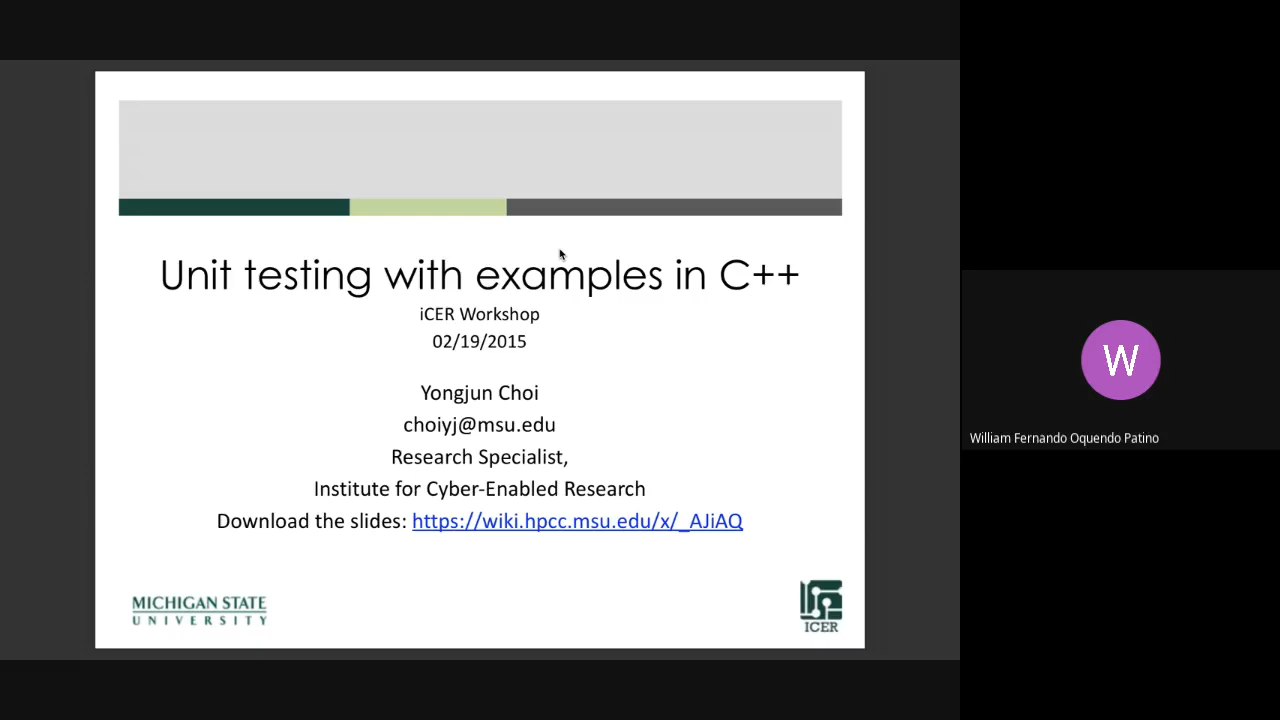 Unit testing with examples in C++
iCER Workshop
02/19/2015
Yongjun Choi
choiyj@msu.edu
Research Specialist,
Institute for Cyber-Enabled Research
Download the slides: https://wiki.hpcc.msu.edu/x/_AJiAQ
MICHIGAN STATE
UNIVERSITY
ICER
W
William Fernando Oquendo Patino